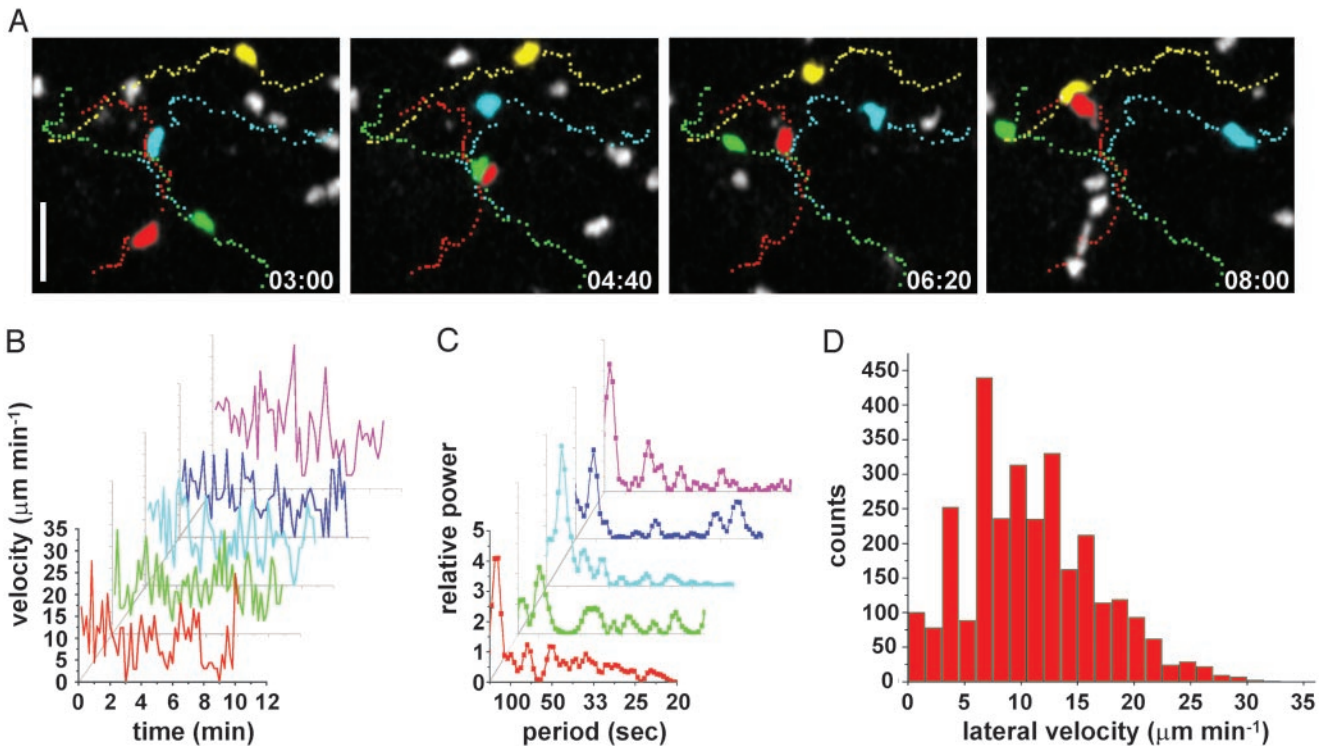 A
03:00
04:40
06:20
08:00
B
velocity (µm min-1)
35
30
25
20
15
10
5
0
0 2 4 6 8 10 12
time (min)
C
relative power
5
4
3
2
1
0
100 50 33 25 20
period (sec)
D
counts
450
400
350
300
250
200
150
100
50
0
0 5 10 15 20 25 30 35
lateral velocity (µm min-1)